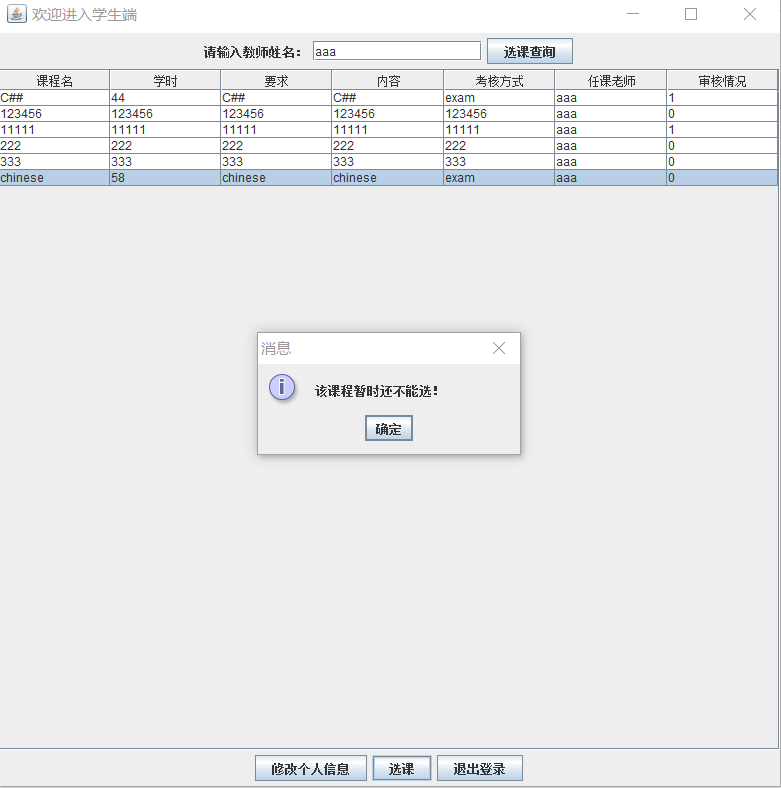 欢迎进入学生端
请输入教师姓名： aaa 选课查询
课程名 学时 要求 内容 考核方式 任课老师 审核情况
C## 44 C## C## exam aaa 1
123456 123456 123456 123456 123456 aaa 0
11111 11111 11111 11111 11111 aaa 1
222 222 222 222 222 aaa 0
333 333 333 333 333 aaa 0
chinese 58 chinese chinese exam aaa 0
消息
该课程暂时还不能选！
确定
修改个人信息 选课 退出登录